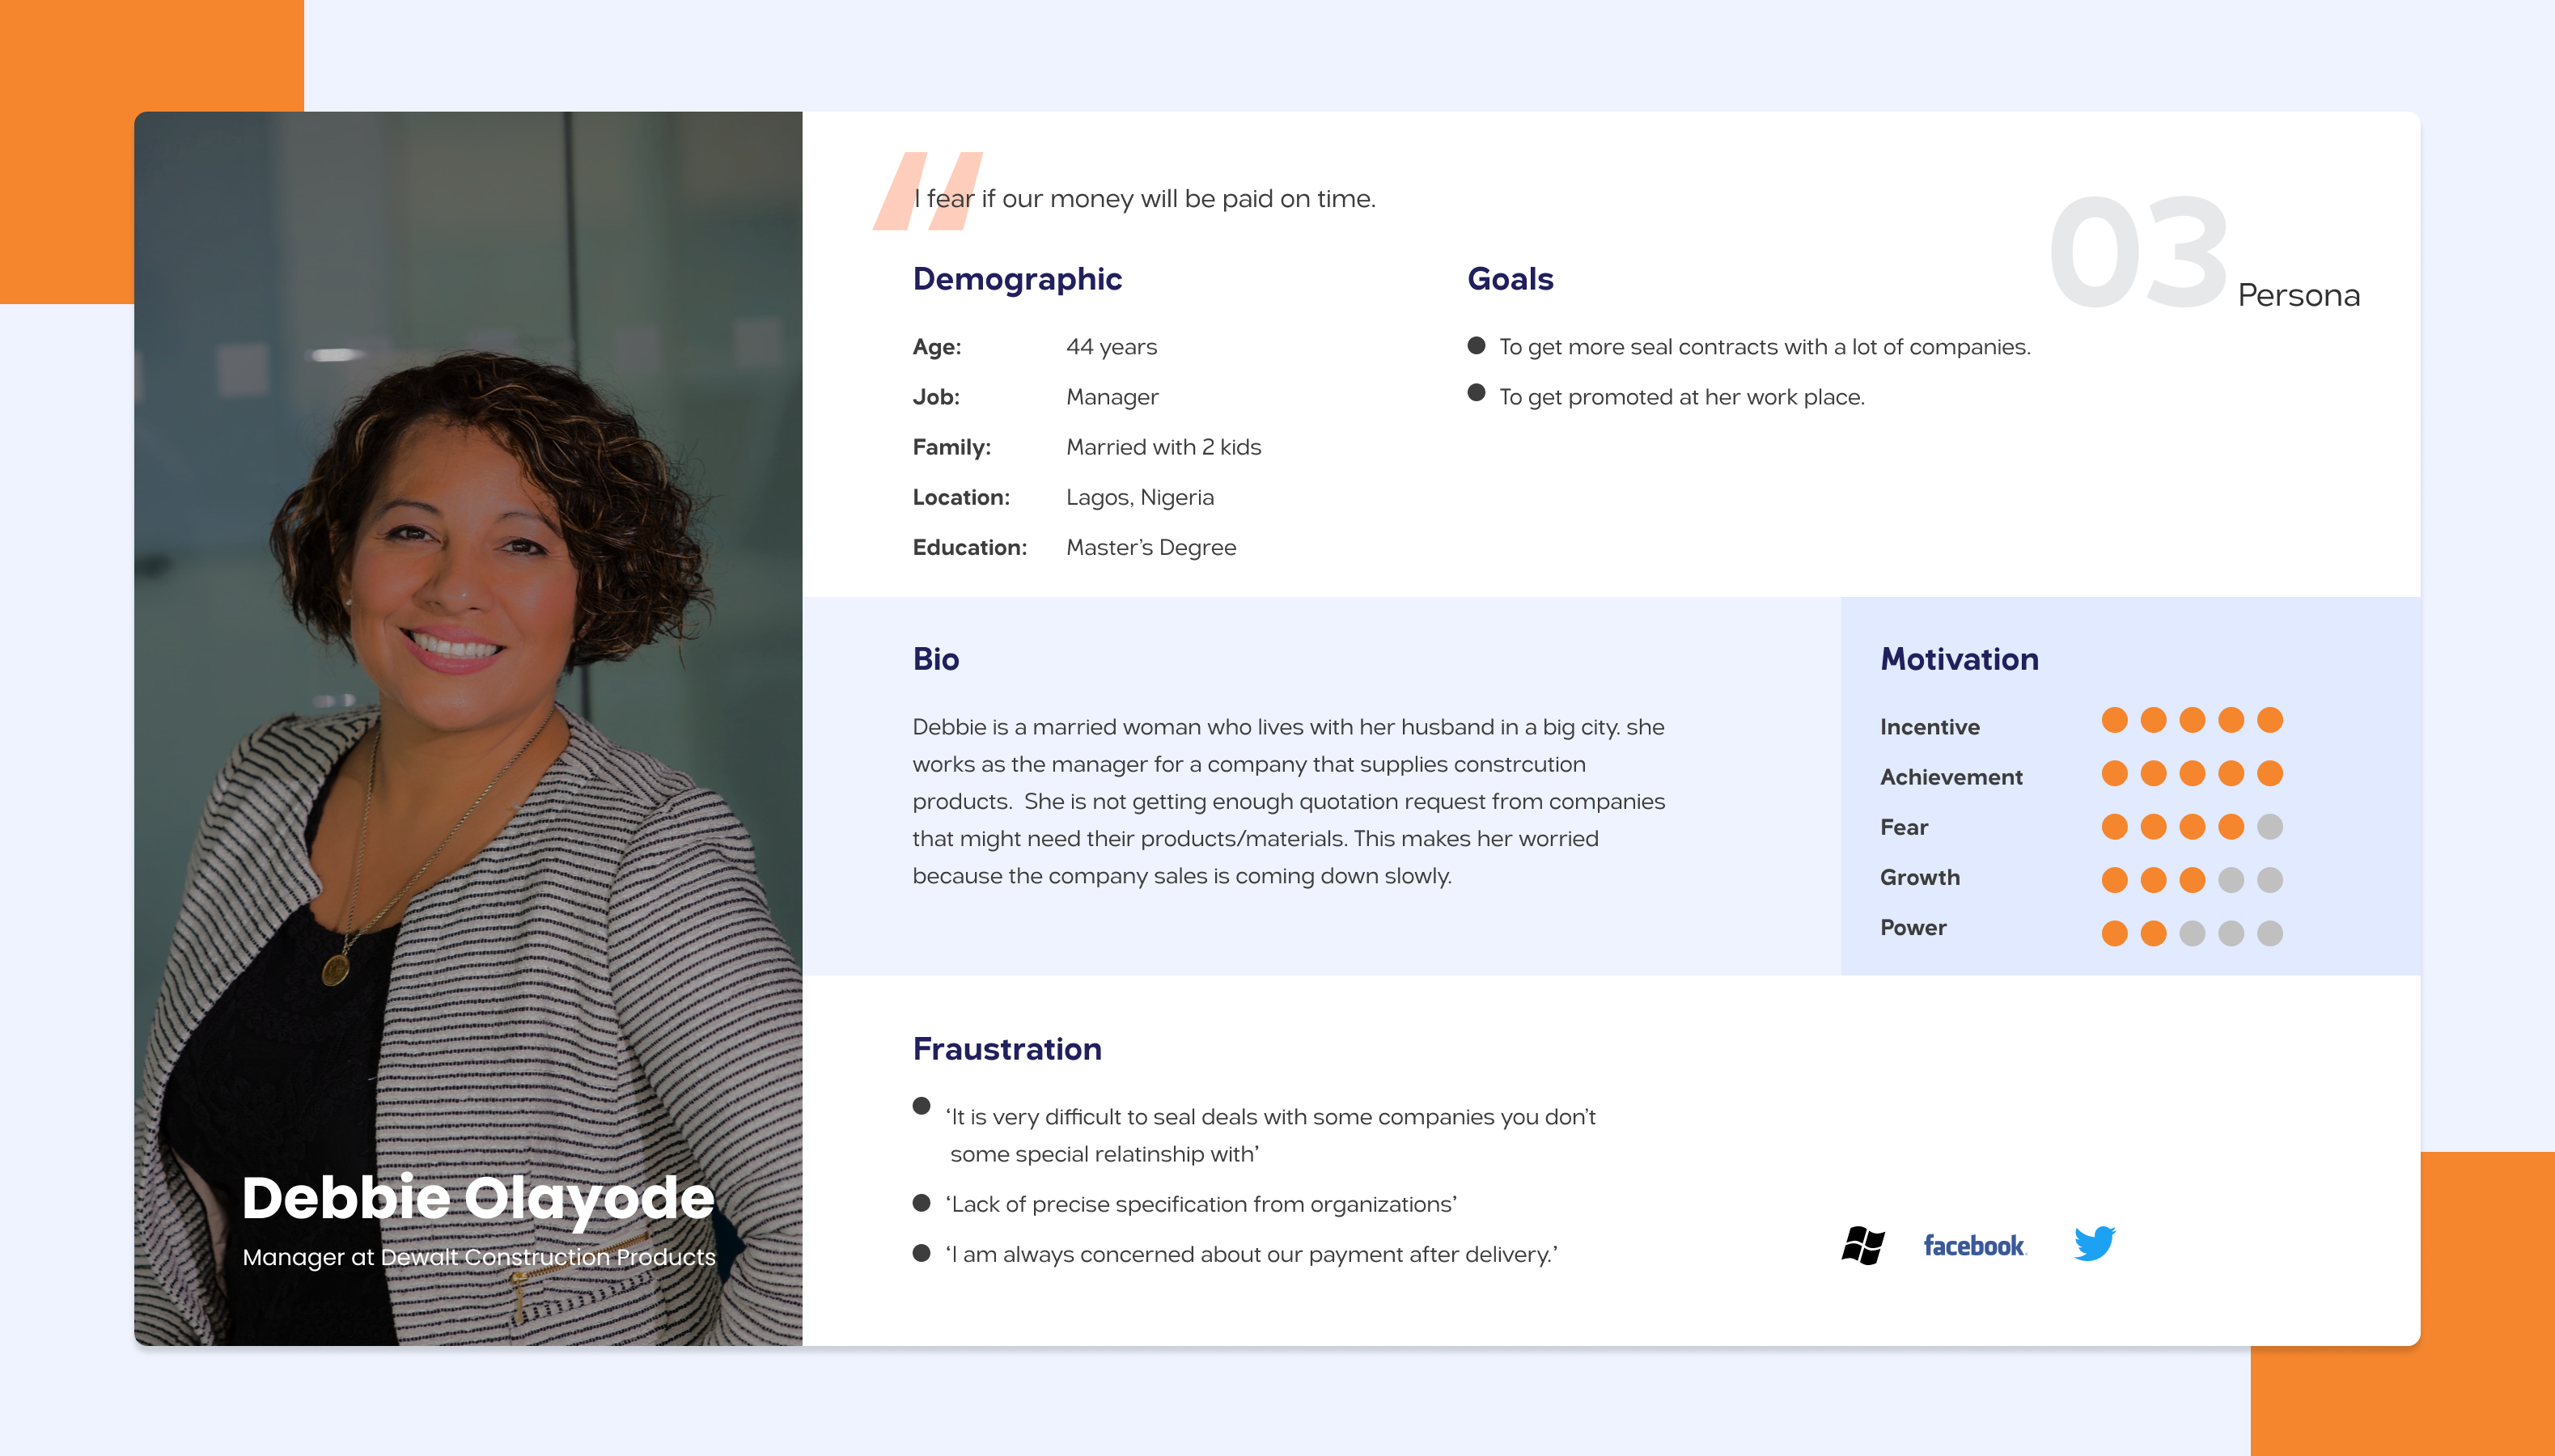 “
I fear if our money will be paid on time.
03 Persona
Demographic
Age: 44 years
Job: Manager
Family: Married with 2 kids
Location: Lagos, Nigeria
Education: Master’s Degree
Goals
To get more seal contracts with a lot of companies.
To get promoted at her work place.
Bio
Debbie is a married woman who lives with her husband in a big city. she
works as the manager for a company that supplies constrcution
products.  She is not getting enough quotation request from companies
that might need their products/materials. This makes her worried
because the company sales is coming down slowly.
Motivation
Incentive
Achievement
Fear
Growth
Power
Fraustration
‘It is very difficult to seal deals with some companies you don’t
some special relatinship with’
‘Lack of precise specification from organizations’
‘I am always concerned about our payment after delivery.’
facebook
Debbie Olayode
Manager at Dewalt Construction Products